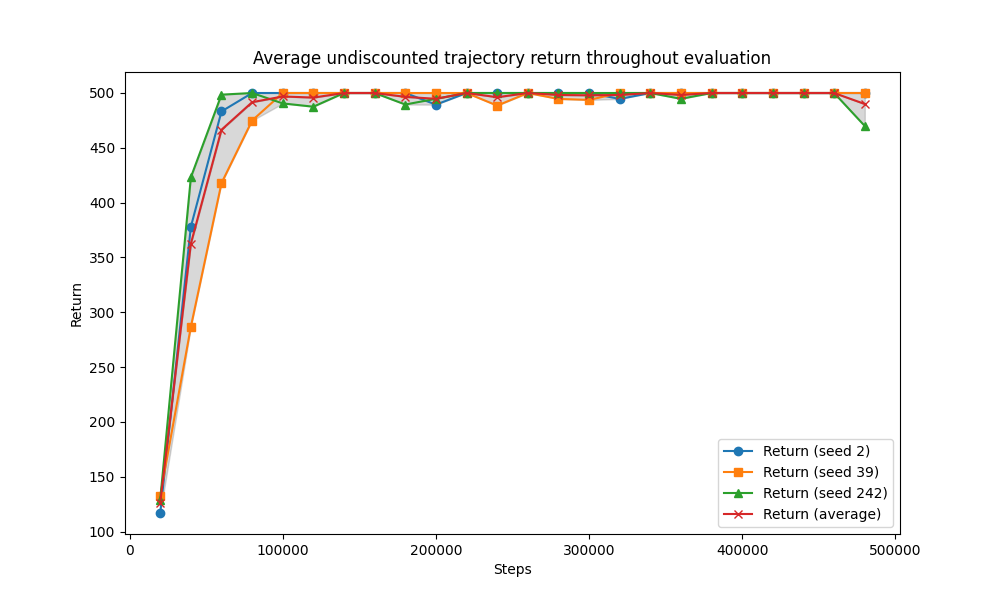 Average undiscounted trajectory return throughout evaluation
Return
500
450
400
350
300
250
200
150
100
0
100000
200000
300000
400000
500000
Steps
Return (seed 2)
Return (seed 39)
Return (seed 242)
Return (average)